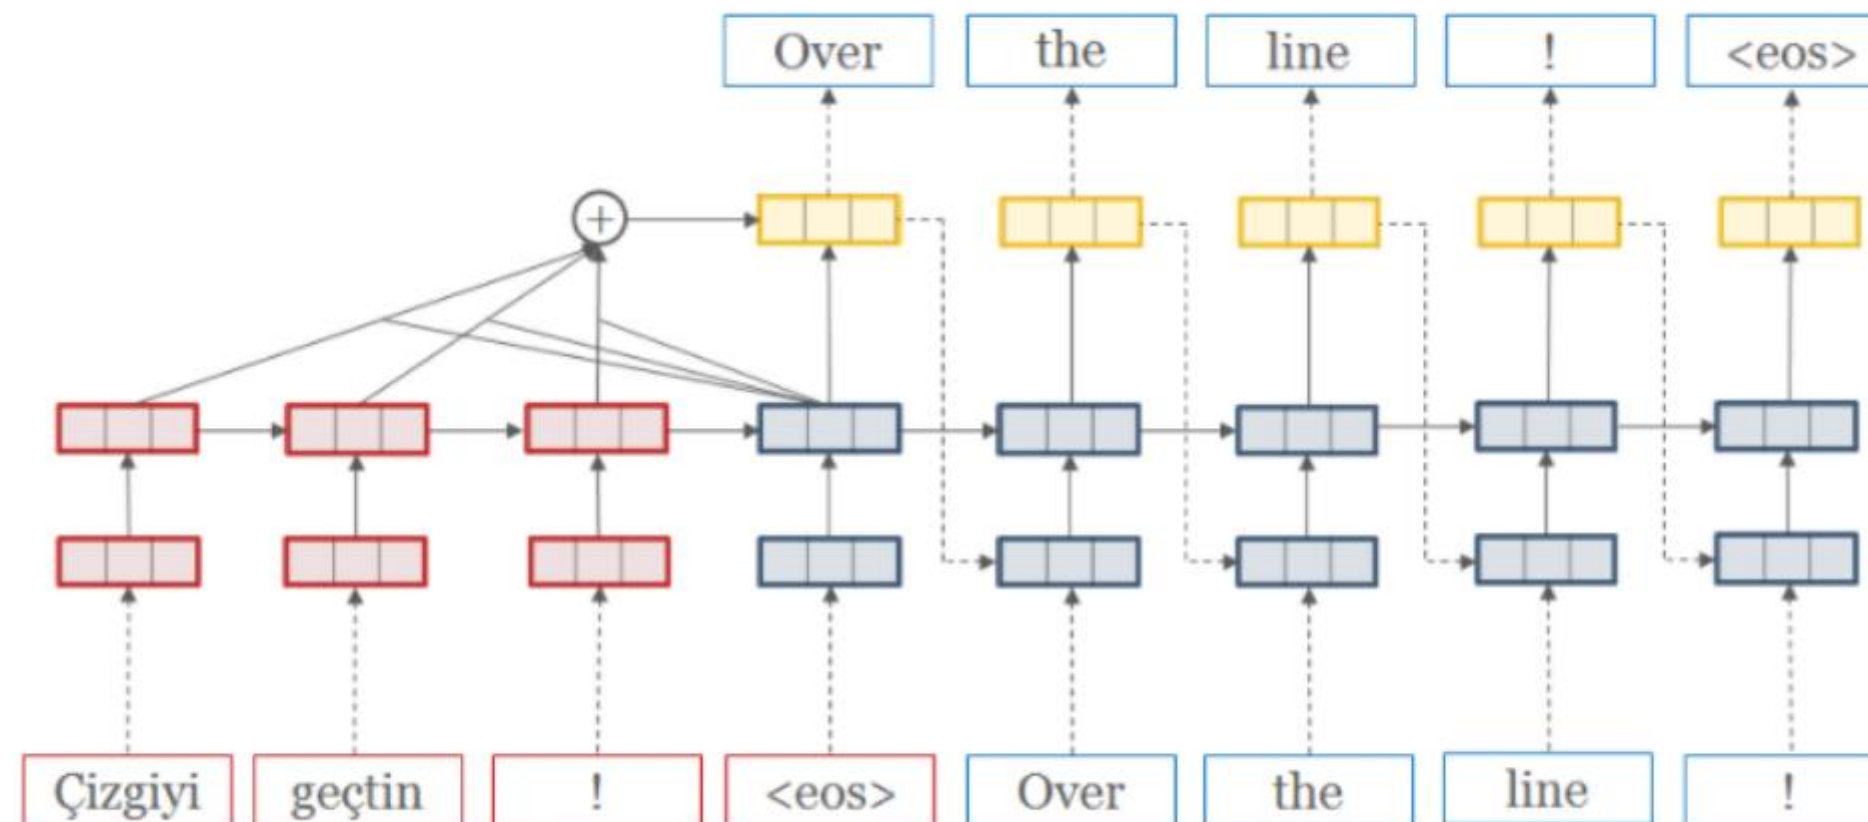 Over the line ! <eos>
+
Çizgiyi geçtin ! <eos> Over the line !